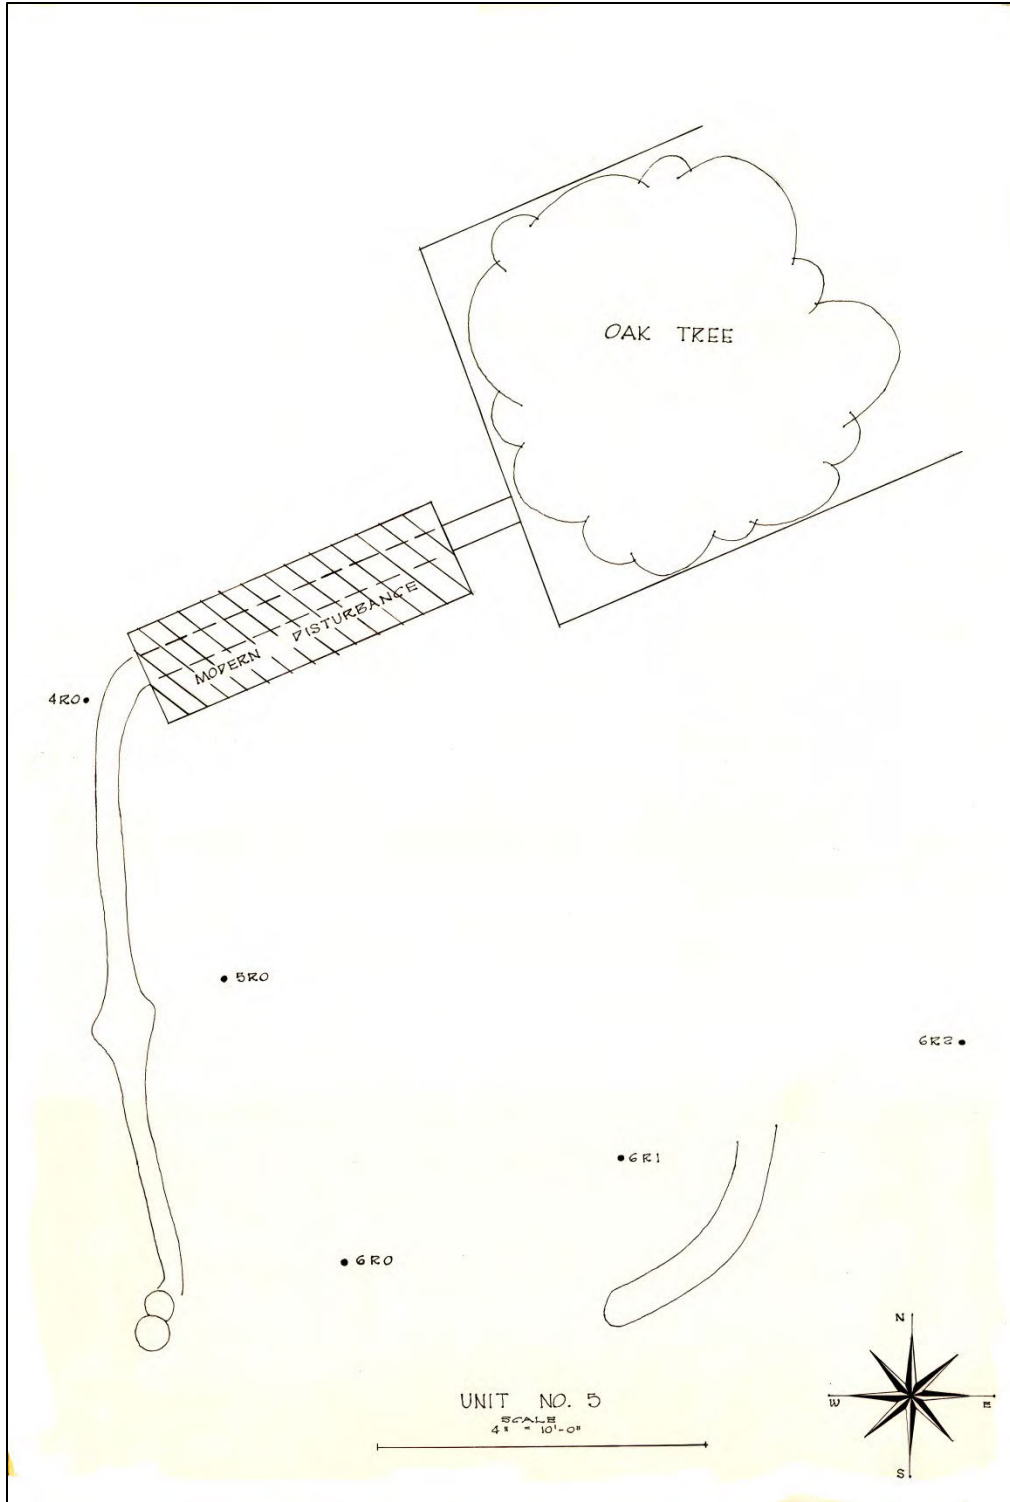 OAK TREE
MODERN DISTURBANCE
4R0
5R0
6R2
6R1
6R0
UNIT NO. 5
SCALE
4" = 10'-0"
N
W
E
S